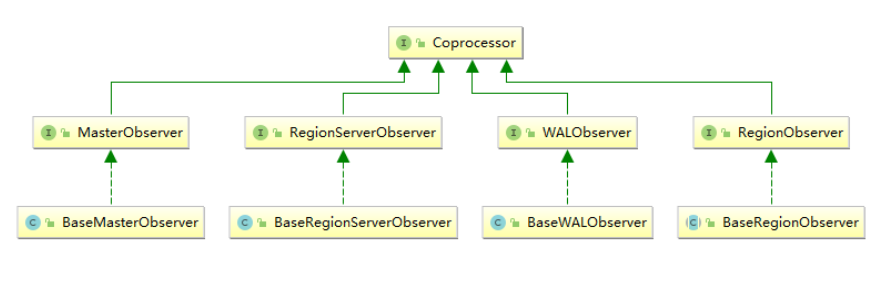 I Coprocessor
I MasterObserver
I RegionServerObserver
I WALObserver
I RegionObserver
C BaseMasterObserver
C BaseRegionServerObserver
C BaseWALObserver
C BaseRegionObserver